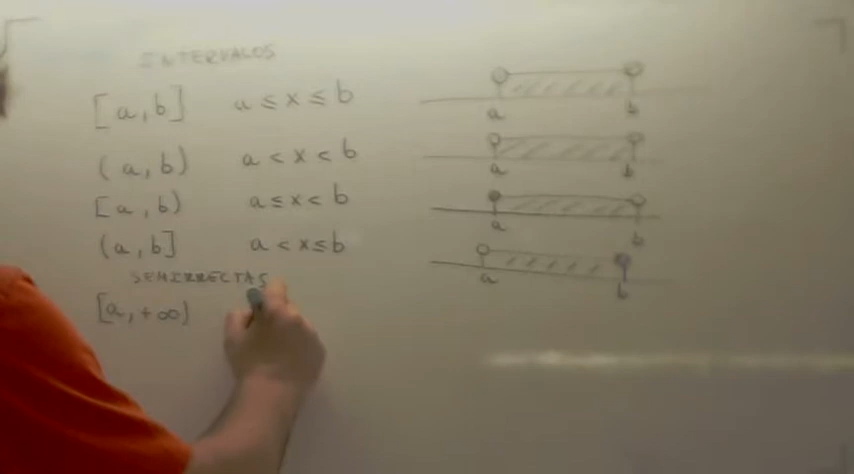 INTERVALOS
[a, b] a ≤ x ≤ b a b
(a, b) a < x < b a b
[a, b) a ≤ x < b a b
(a, b] a < x ≤ b a b
SEMIRRECTAS
[a, +∞)